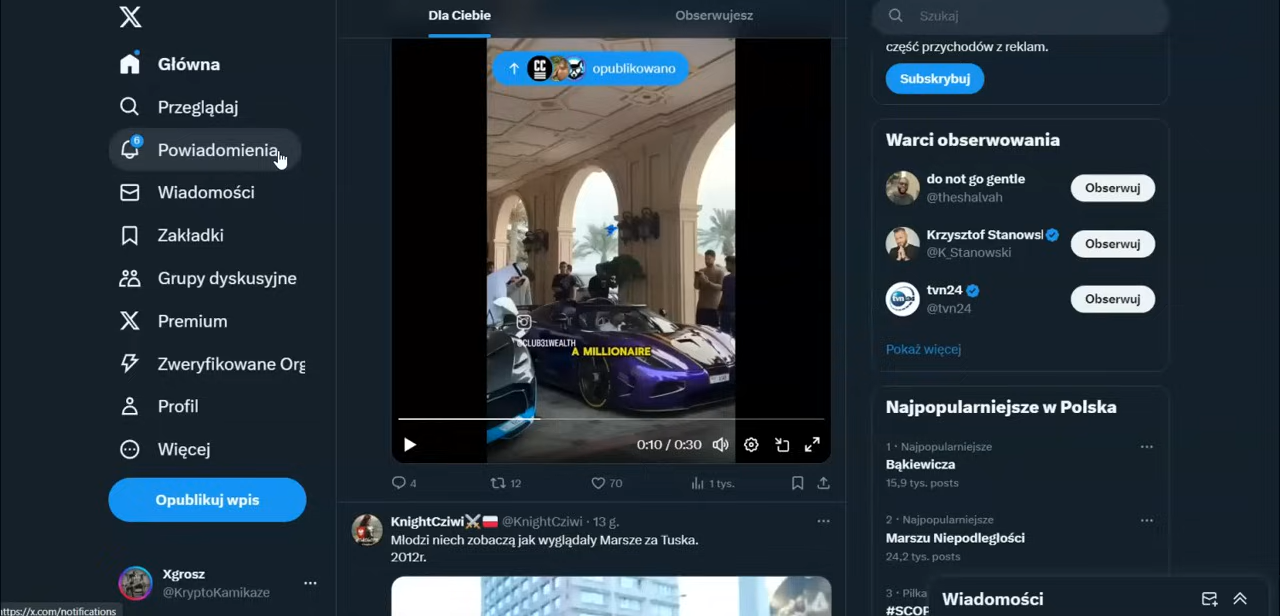 Główna
Przeglądaj
6
Powiadomienia
Wiadomości
Zakładki
Grupy dyskusyjne
Premium
Zweryfikowane Org
Profil
Więcej
Opublikuj wpis
Xgrosz
@KryptoKamikaze
https://x.com/notifications
Dla Ciebie
Obserwujesz
opublikowano
@CLUB31WEALTH
A MILLIONAIRE
0:10 / 0:30
4
12
70
1 tys.
KnightCziwi @KnightCziwi · 13 g.
Młodzi niech zobaczą jak wyglądały Marsze za Tuska.
2012r.
Szukaj
część przychodów z reklam.
Subskrybuj
Warci obserwowania
do not go gentle
@theshalvah
Obserwuj
Krzysztof Stanowsl
@K_Stanowski
Obserwuj
tvn24
@tvn24
Obserwuj
Pokaż więcej
Najpopularniejsze w Polska
1 · Najpopularniejsze
Bąkiewicza
15,9 tys. posts
2 · Najpopularniejsze
Marszu Niepodległości
24,2 tys. posts
3 · Piłka
#SCOP
Wiadomości